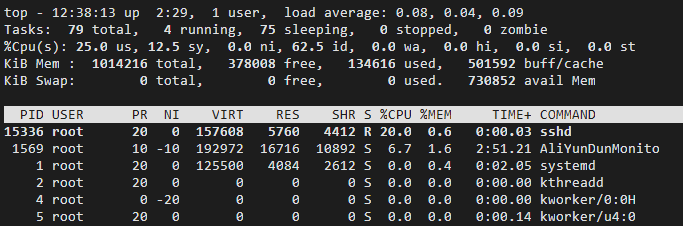 top - 12:38:13 up  2:29,  1 user,  load average: 0.08, 0.04, 0.09
Tasks:  79 total,   4 running,  75 sleeping,   0 stopped,   0 zombie
%Cpu(s): 25.0 us, 12.5 sy,  0.0 ni, 62.5 id,  0.0 wa,  0.0 hi,  0.0 si,  0.0 st
KiB Mem :  1014216 total,   378008 free,   134616 used,   501592 buff/cache
KiB Swap:        0 total,        0 free,        0 used.   730852 avail Mem
PID USER      PR  NI    VIRT    RES    SHR S %CPU %MEM     TIME+ COMMAND
15336 root      20   0  157608   5760   4412 R 20.0  0.6   0:00.03 sshd
1569 root      10 -10  192972  16716  10892 S  6.7  1.6   2:51.21 AliYunDunMonito
1 root      20   0  125500   4084   2612 S  0.0  0.4   0:02.05 systemd
2 root      20   0       0      0      0 S  0.0  0.0   0:00.00 kthreadd
4 root       0 -20       0      0      0 S  0.0  0.0   0:00.00 kworker/0:0H
5 root      20   0       0      0      0 S  0.0  0.0   0:00.14 kworker/u4:0